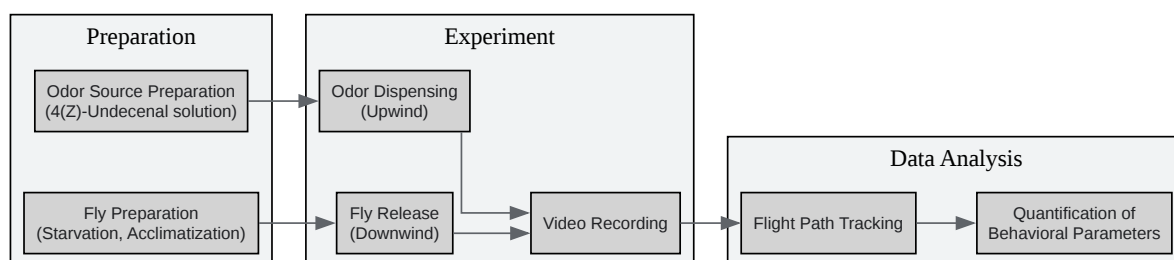 Preparation
Odor Source Preparation
(4(Z)-Undecenal solution)
Fly Preparation
(Starvation, Acclimatization)
Experiment
Odor Dispensing
(Upwind)
Fly Release
(Downwind)
Video Recording
Data Analysis
Flight Path Tracking
Quantification of
Behavioral Parameters